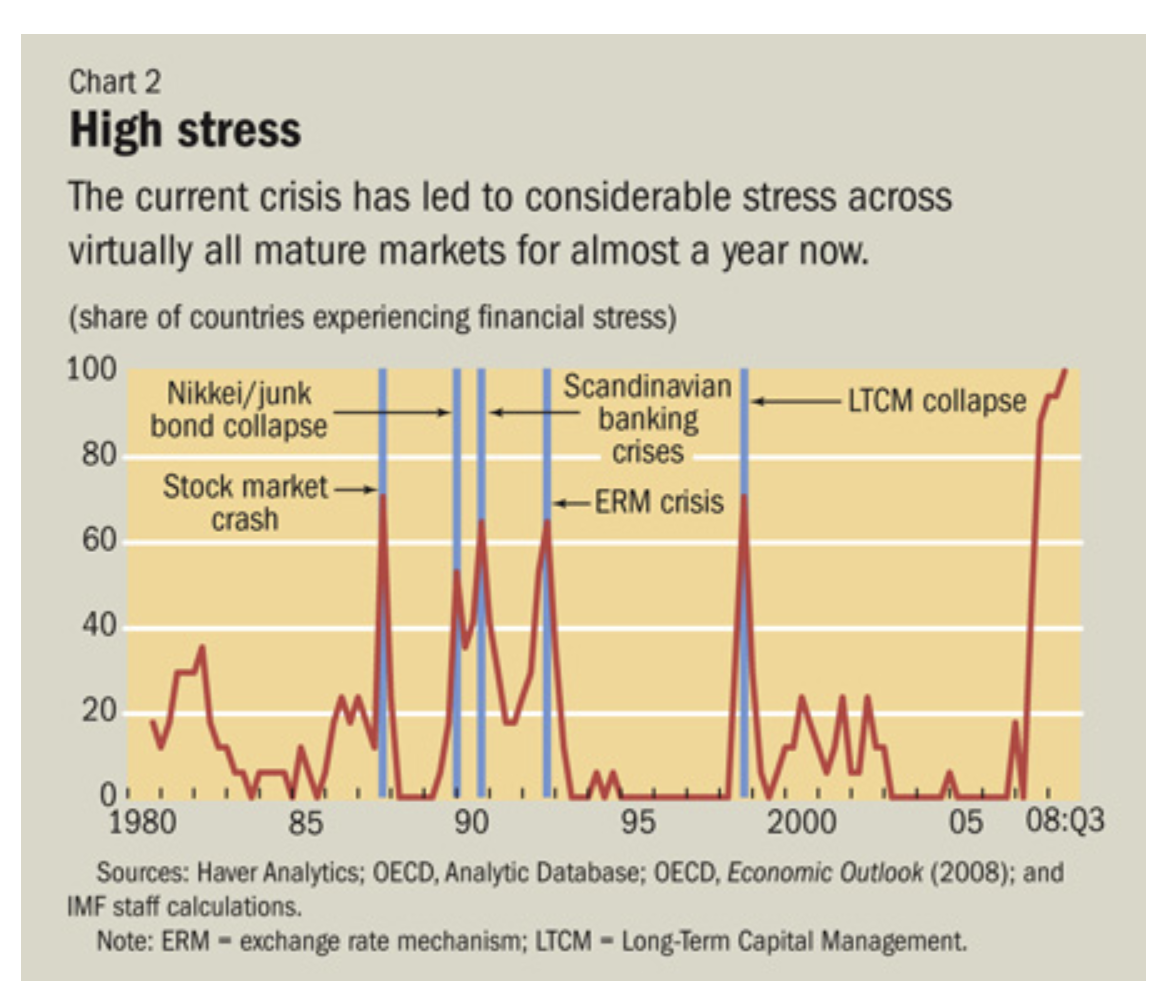 Chart 2
High stress
The current crisis has led to considerable stress across
virtually all mature markets for almost a year now.
(share of countries experiencing financial stress)
100
80
60
40
20
0
Nikkei/junk
bond collapse
Stock market
crash
Scandinavian
banking
crises
ERM crisis
LTCM collapse
1980 85 90 95 2000 05 08:Q3
Sources: Haver Analytics; OECD, Analytic Database; OECD, Economic Outlook (2008); and
IMF staff calculations.
Note: ERM = exchange rate mechanism; LTCM = Long-Term Capital Management.